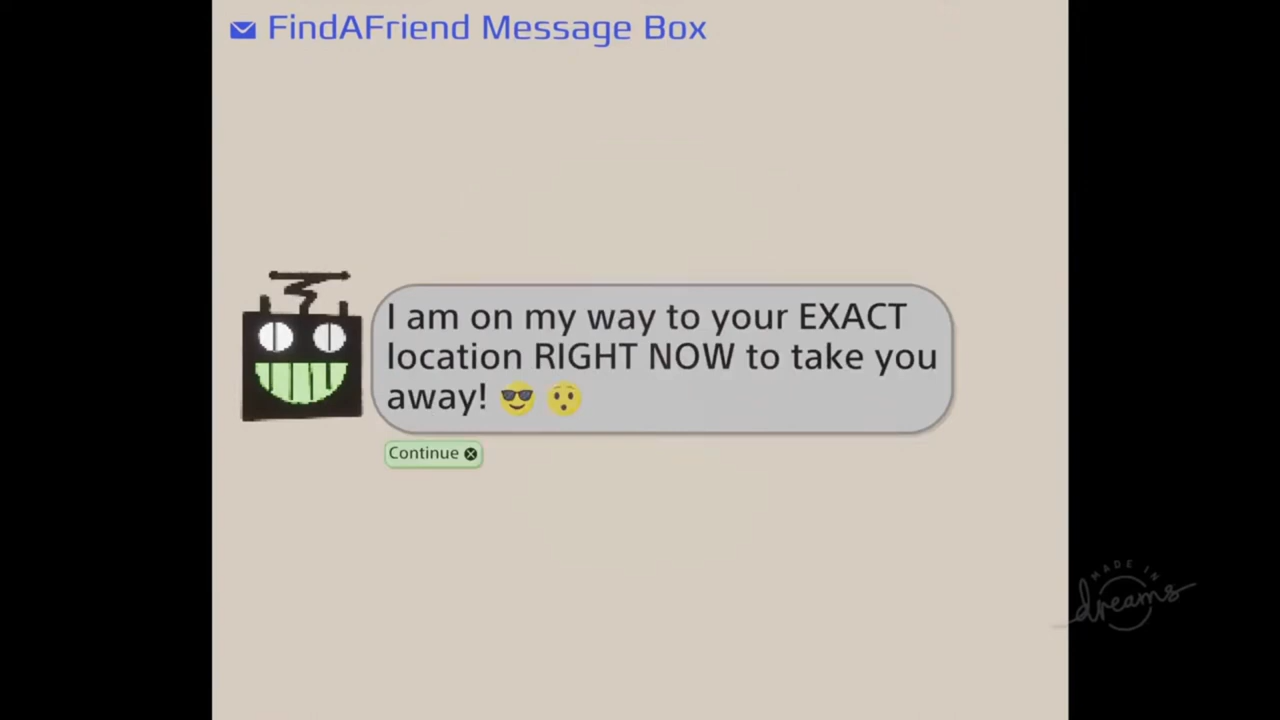 FindAFriend Message Box
I am on my way to your EXACT
location RIGHT NOW to take you
away! 😎 😯
Continue
MADE IN
dreams